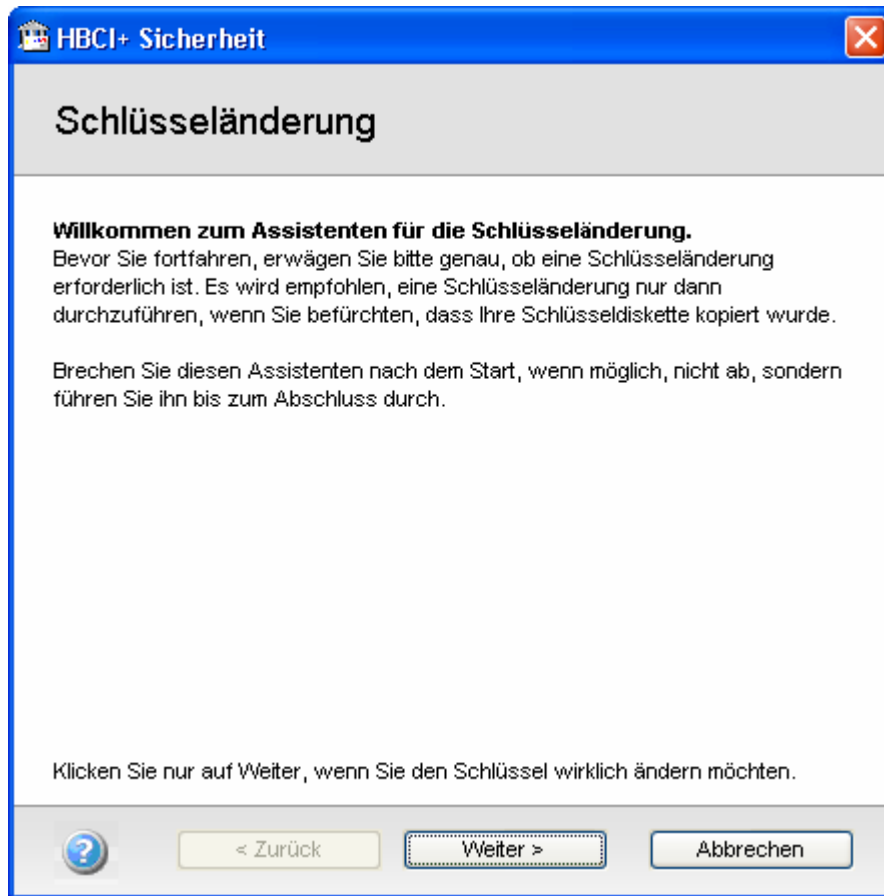 HBCI+ Sicherheit
Schlüsseländerung
Willkommen zum Assistenten für die Schlüsseländerung.
Bevor Sie fortfahren, erwägen Sie bitte genau, ob eine Schlüsseländerung
erforderlich ist. Es wird empfohlen, eine Schlüsseländerung nur dann
durchzuführen, wenn Sie befürchten, dass Ihre Schlüsseldiskette kopiert wurde.
Brechen Sie diesen Assistenten nach dem Start, wenn möglich, nicht ab, sondern
führen Sie ihn bis zum Abschluss durch.
Klicken Sie nur auf Weiter, wenn Sie den Schlüssel wirklich ändern möchten.
? < Zurück Weiter > Abbrechen